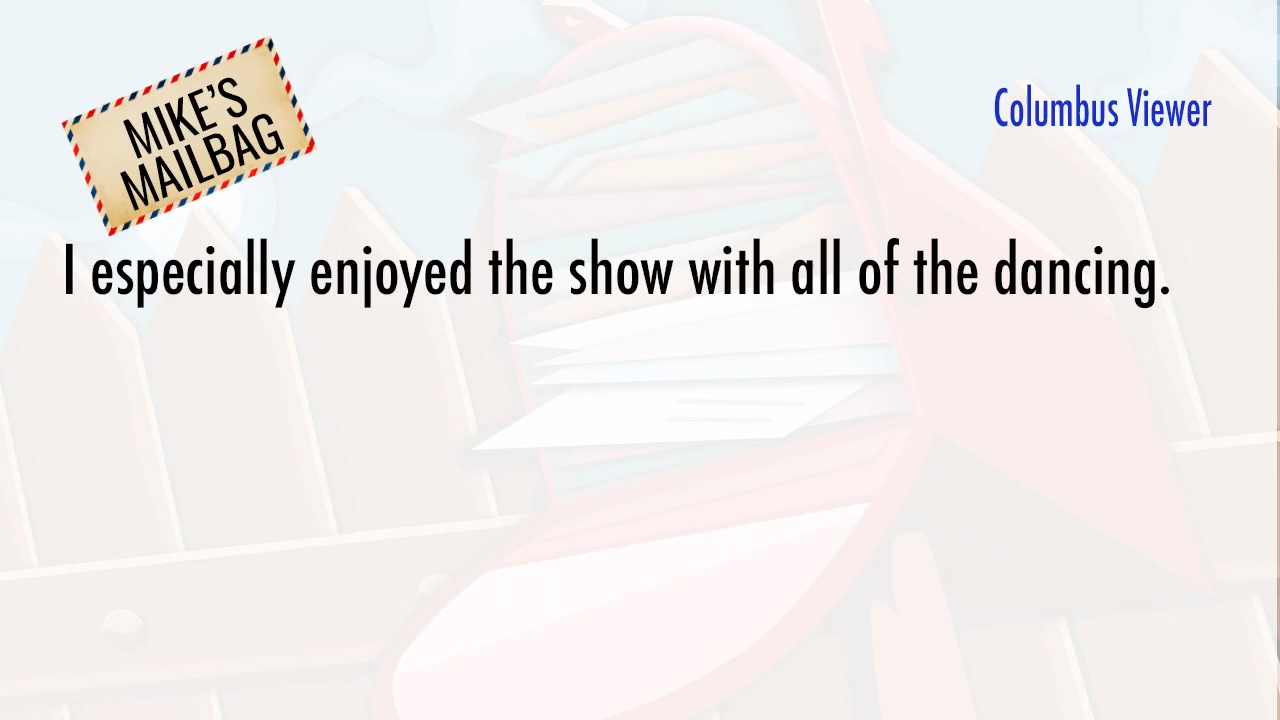 MIKE'S
MAILBAG
Columbus Viewer
I especially enjoyed the show with all of the dancing.